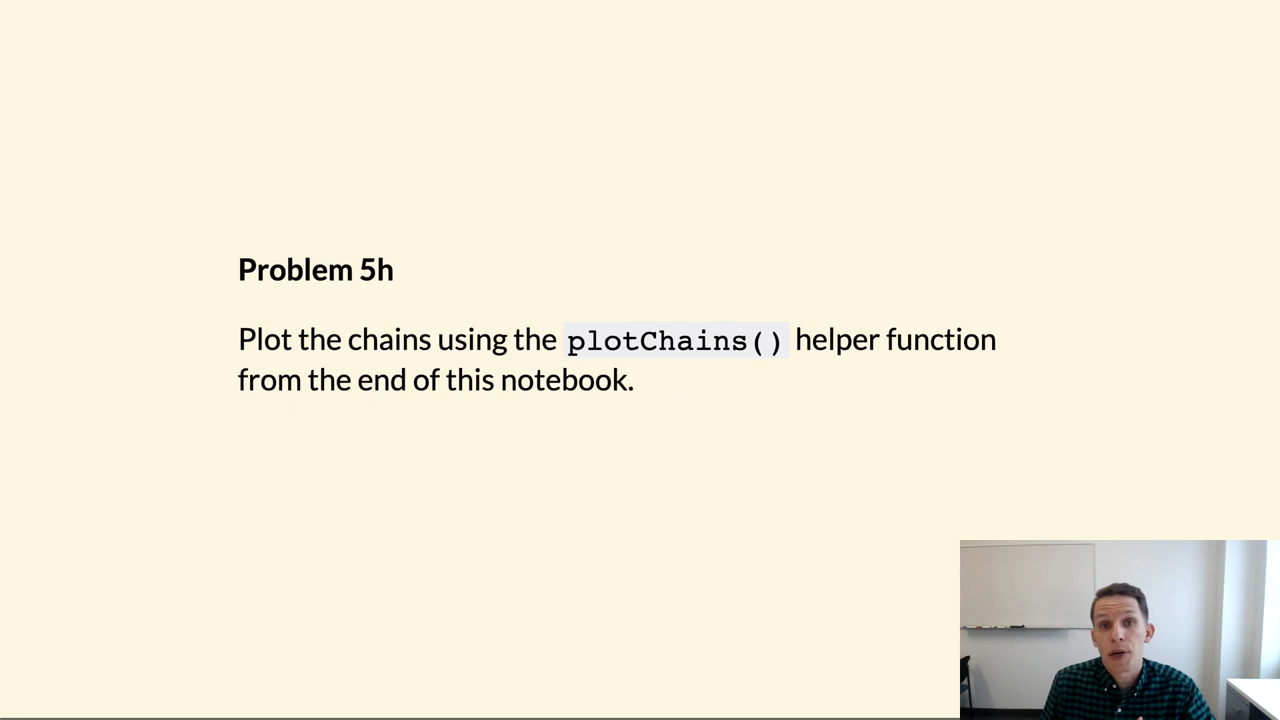 Problem 5h
Plot the chains using the plotChains() helper function
from the end of this notebook.